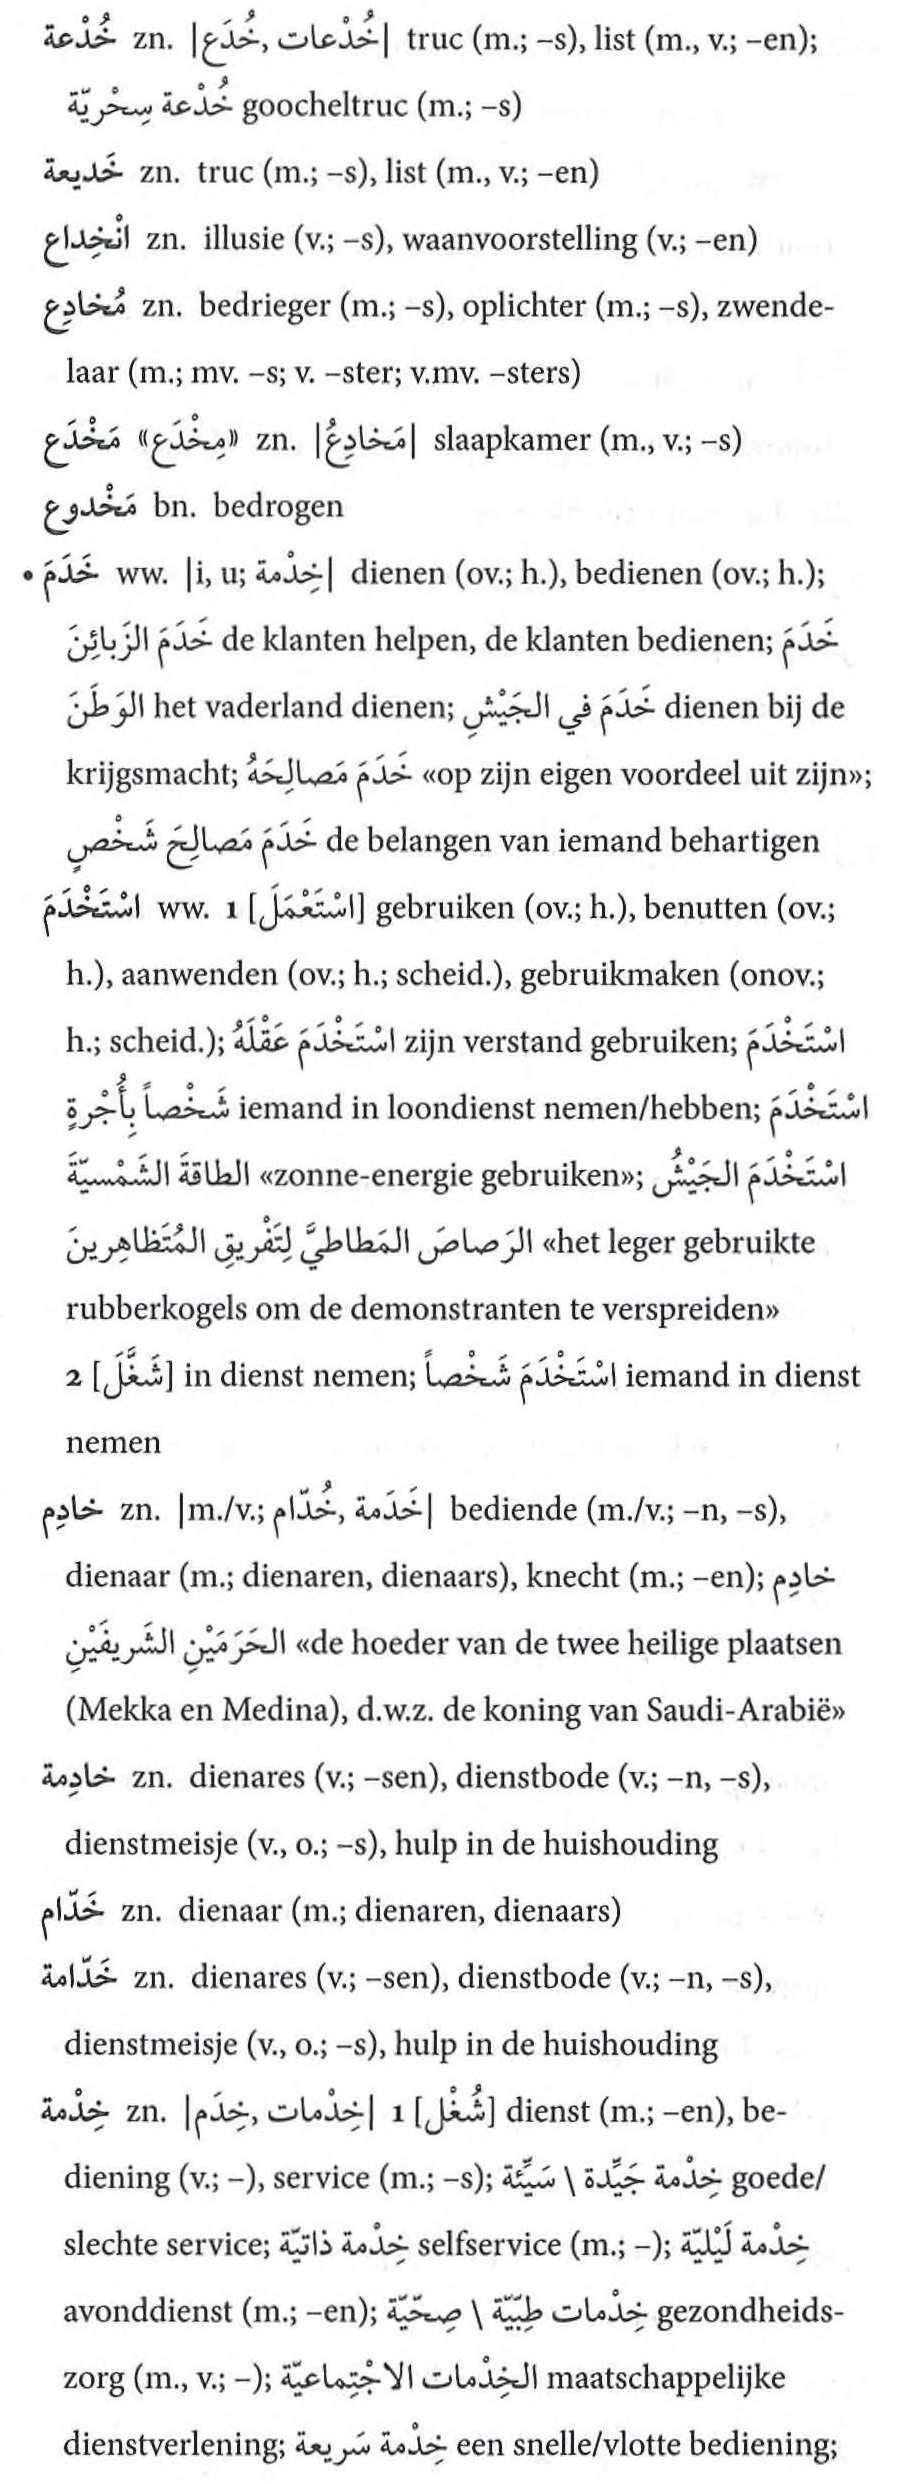 خُدْعة zn. |خُدْعات, خُدَع| truc (m.; –s), list (m., v.; –en);
خُدْعة سِحْريّة goocheltruc (m.; –s)
خَديعة zn. truc (m.; –s), list (m., v.; –en)
انْخِداع zn. illusie (v.; –s), waanvoorstelling (v.; –en)
مُخادِع zn. bedrieger (m.; –s), oplichter (m.; –s), zwende-
laar (m.; mv. –s; v. –ster; v.mv. –sters)
مَخْدَع «مِخْدَع» zn. |مَخادِعُ| slaapkamer (m., v.; –s)
مَخْدوع bn. bedrogen
• خَدَمَ ww. |i, u; خِدْمة| dienen (ov.; h.), bedienen (ov.; h.);
خَدَمَ الزَبائِنَ de klanten helpen, de klanten bedienen; خَدَمَ
الوَطَنَ het vaderland dienen; خَدَمَ في الجَيْشِ dienen bij de
krijgsmacht; خَدَمَ مَصالِحَهُ «op zijn eigen voordeel uit zijn»;
خَدَمَ مَصالِحَ شَخْصٍ de belangen van iemand behartigen
اسْتَخْدَمَ ww. 1 [اسْتَعْمَلَ] gebruiken (ov.; h.), benutten (ov.;
h.), aanwenden (ov.; h.; scheid.), gebruikmaken (onov.;
h.; scheid.); اسْتَخْدَمَ عَقْلَهُ zijn verstand gebruiken; اسْتَخْدَمَ
شَخْصاً بِأُجْرةٍ iemand in loondienst nemen/hebben; اسْتَخْدَمَ
الطاقةَ الشَمْسيّةَ «zonne-energie gebruiken»; اسْتَخْدَمَ الجَيْشُ
الرَصاصَ المَطاطيَّ لِتَفْريقِ المُتَظاهِرينَ «het leger gebruikte
rubberkogels om de demonstranten te verspreiden»
2 [شَغَّلَ] in dienst nemen; اسْتَخْدَمَ شَخْصاً iemand in dienst
nemen
خادِم zn. |m./v.; خَدَمة, خُدّام| bediende (m./v.; –n, –s),
dienaar (m.; dienaren, dienaars), knecht (m.; –en); خادِم
الحَرَمَيْنِ الشَريفَيْنِ «de hoeder van de twee heilige plaatsen
(Mekka en Medina), d.w.z. de koning van Saudi-Arabië»
خادِمة zn. dienares (v.; –sen), dienstbode (v.; –n, –s),
dienstmeisje (v., o.; –s), hulp in de huishouding
خَدّام zn. dienaar (m.; dienaren, dienaars)
خَدّامة zn. dienares (v.; –sen), dienstbode (v.; –n, –s),
dienstmeisje (v., o.; –s), hulp in de huishouding
خِدْمة zn. |خِدْمات, خِدَم| 1 [شُغْل] dienst (m.; –en), be-
diening (v.; –), service (m.; –s); خِدْمة جَيِّدة \ سَيِّئة goede/
slechte service; خِدْمة ذاتيّة selfservice (m.; –); خِدْمة لَيْليّة
avonddienst (m.; –en); خِدْمات طِبّيّة \ صِحّيّة gezondheids-
zorg (m., v.; –); الخِدْمات الاجْتِماعيّة maatschappelijke
dienstverlening; خِدْمة سَريعة een snelle/vlotte bediening;